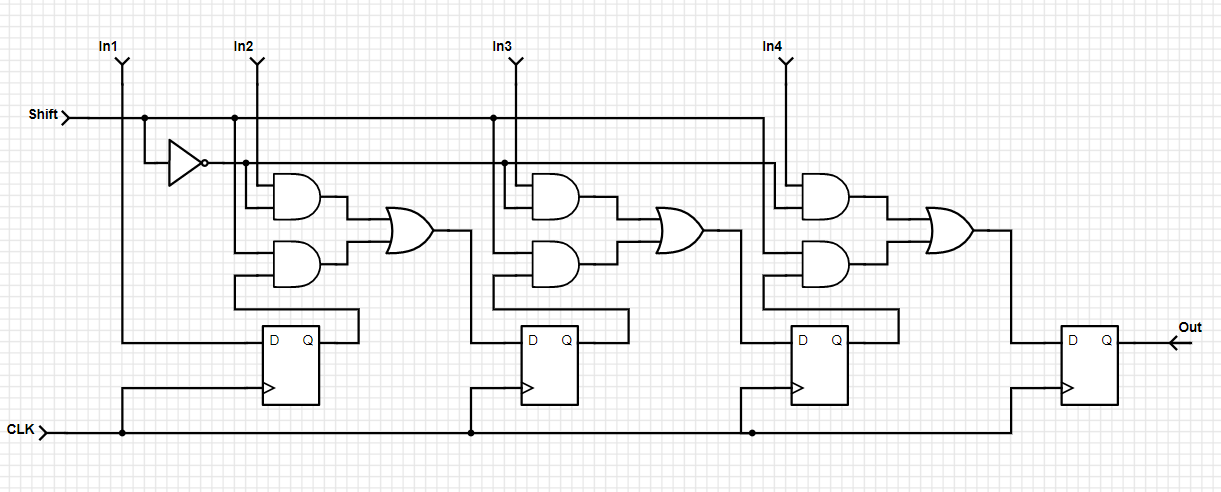 In1 In2 In3 In4
Shift
D Q D Q D Q D Q
Out
CLK